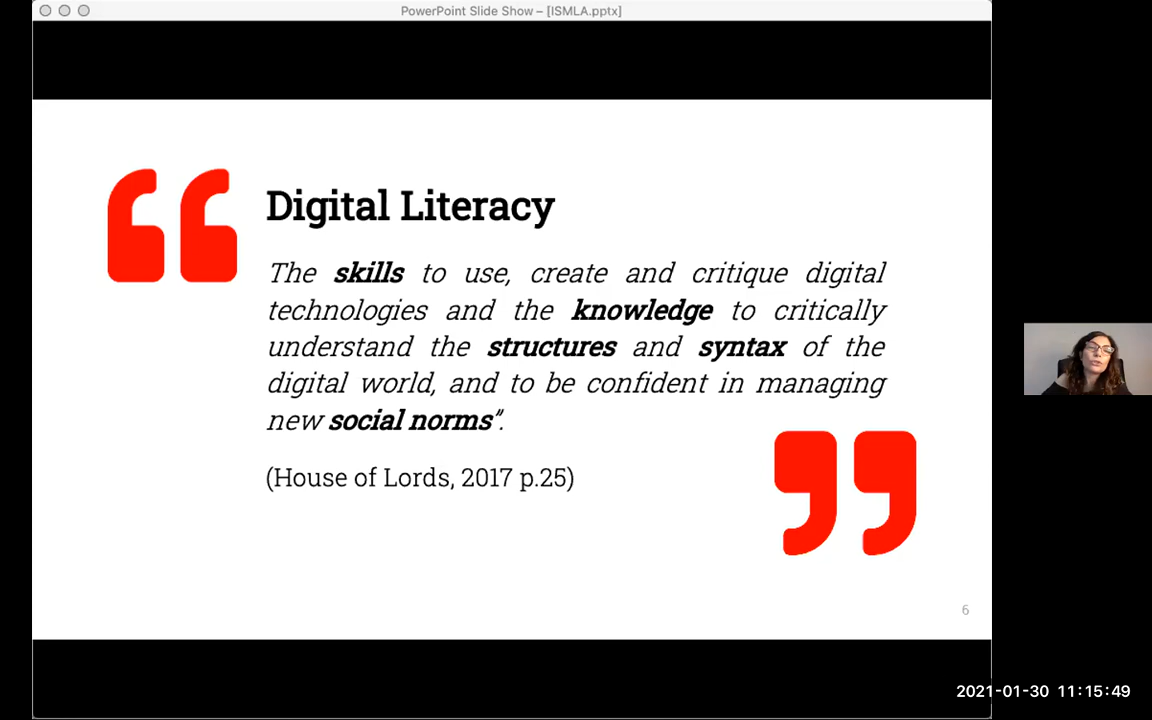 PowerPoint Slide Show – [ISMLA.pptx]
“
Digital Literacy
The skills to use, create and critique digital
technologies and the knowledge to critically
understand the structures and syntax of the
digital world, and to be confident in managing
new social norms”.
(House of Lords, 2017 p.25)
”
6
2021-01-30 11:15:49